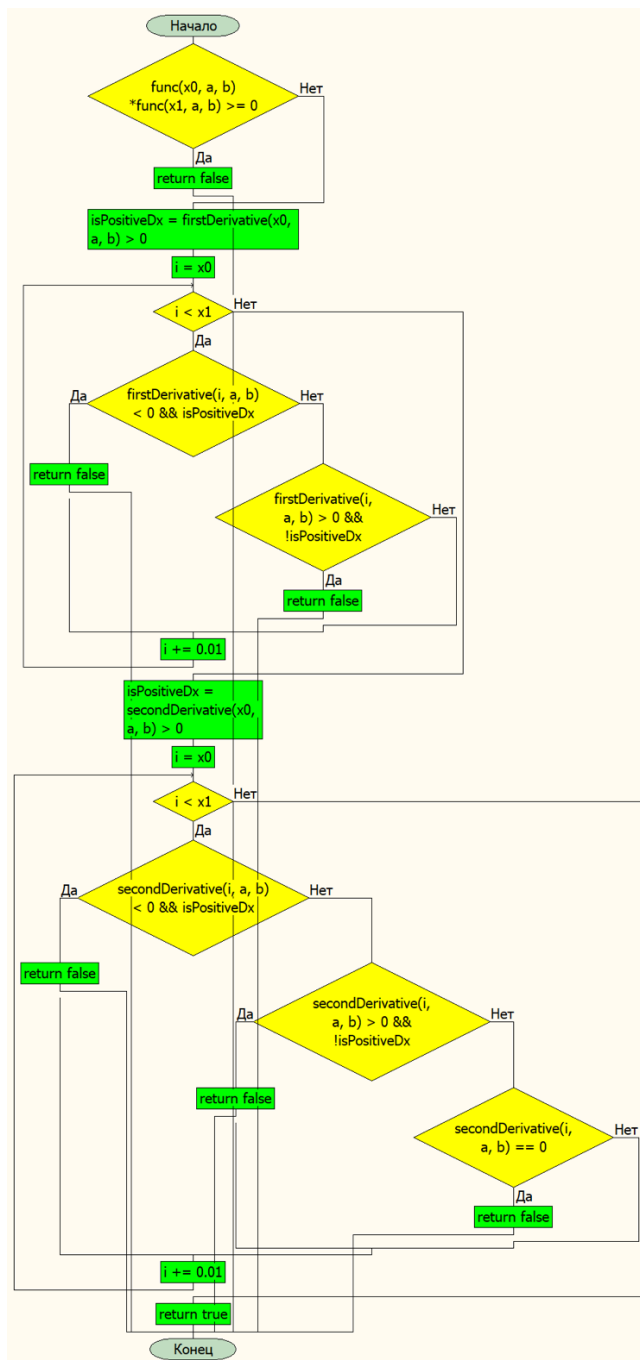 Начало
func(x0, a, b)
*func(x1, a, b) >= 0
Нет
Да
return false
isPositiveDx = firstDerivative(x0,
a, b) > 0
i = x0
i < x1
Нет
Да
Да
firstDerivative(i, a, b)
< 0 && isPositiveDx
Нет
return false
firstDerivative(i,
a, b) > 0 &&
!isPositiveDx
Нет
Да
return false
i += 0.01
isPositiveDx =
secondDerivative(x0,
a, b) > 0
i = x0
i < x1
Нет
Да
Да
secondDerivative(i, a, b)
< 0 && isPositiveDx
Нет
return false
Да
secondDerivative(i,
a, b) > 0 &&
!isPositiveDx
Нет
return false
secondDerivative(i,
a, b) == 0
Нет
Да
return false
i += 0.01
return true
Конец